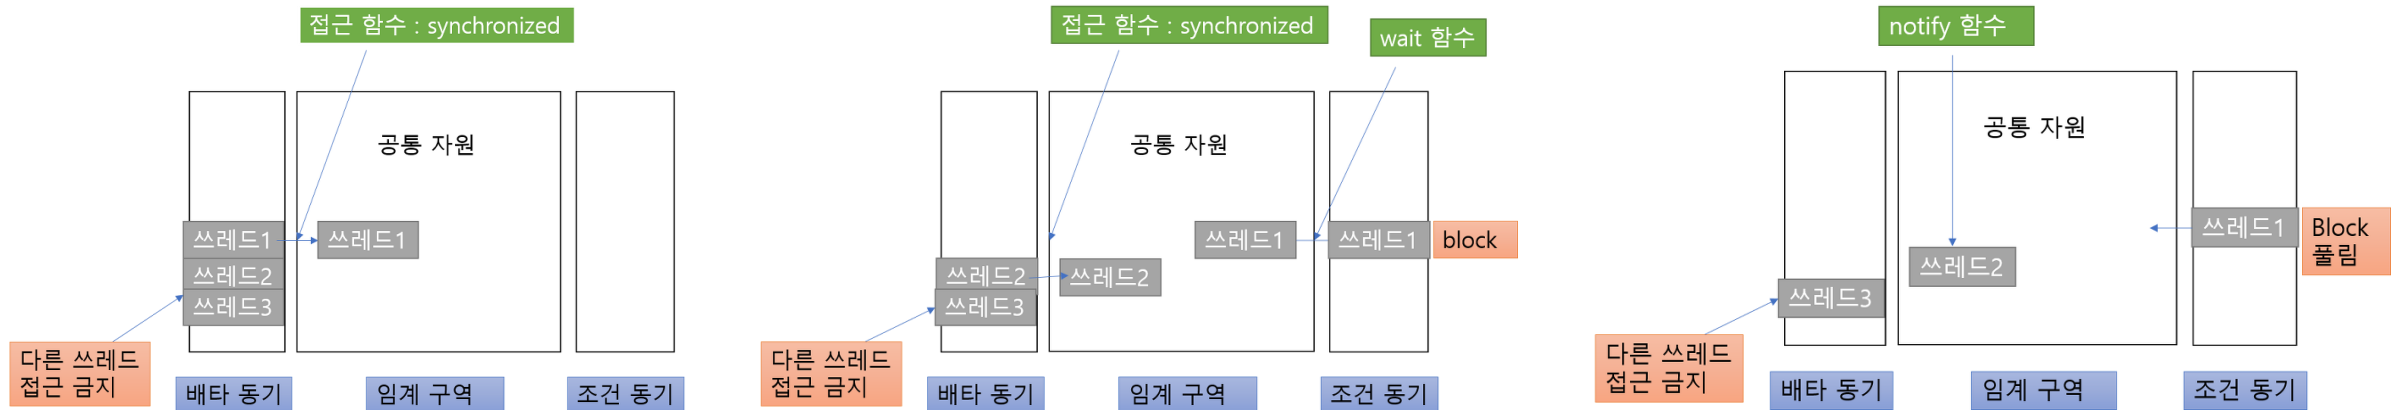 접근 함수 : synchronized
공통 자원
쓰레드1
쓰레드1
쓰레드2
쓰레드3
다른 쓰레드
접근 금지
배타 동기
임계 구역
조건 동기
접근 함수 : synchronized
wait 함수
공통 자원
쓰레드1
쓰레드1
block
쓰레드2
쓰레드2
쓰레드3
다른 쓰레드
접근 금지
배타 동기
임계 구역
조건 동기
notify 함수
공통 자원
쓰레드1
Block
풀림
쓰레드2
쓰레드3
다른 쓰레드
접근 금지
배타 동기
임계 구역
조건 동기